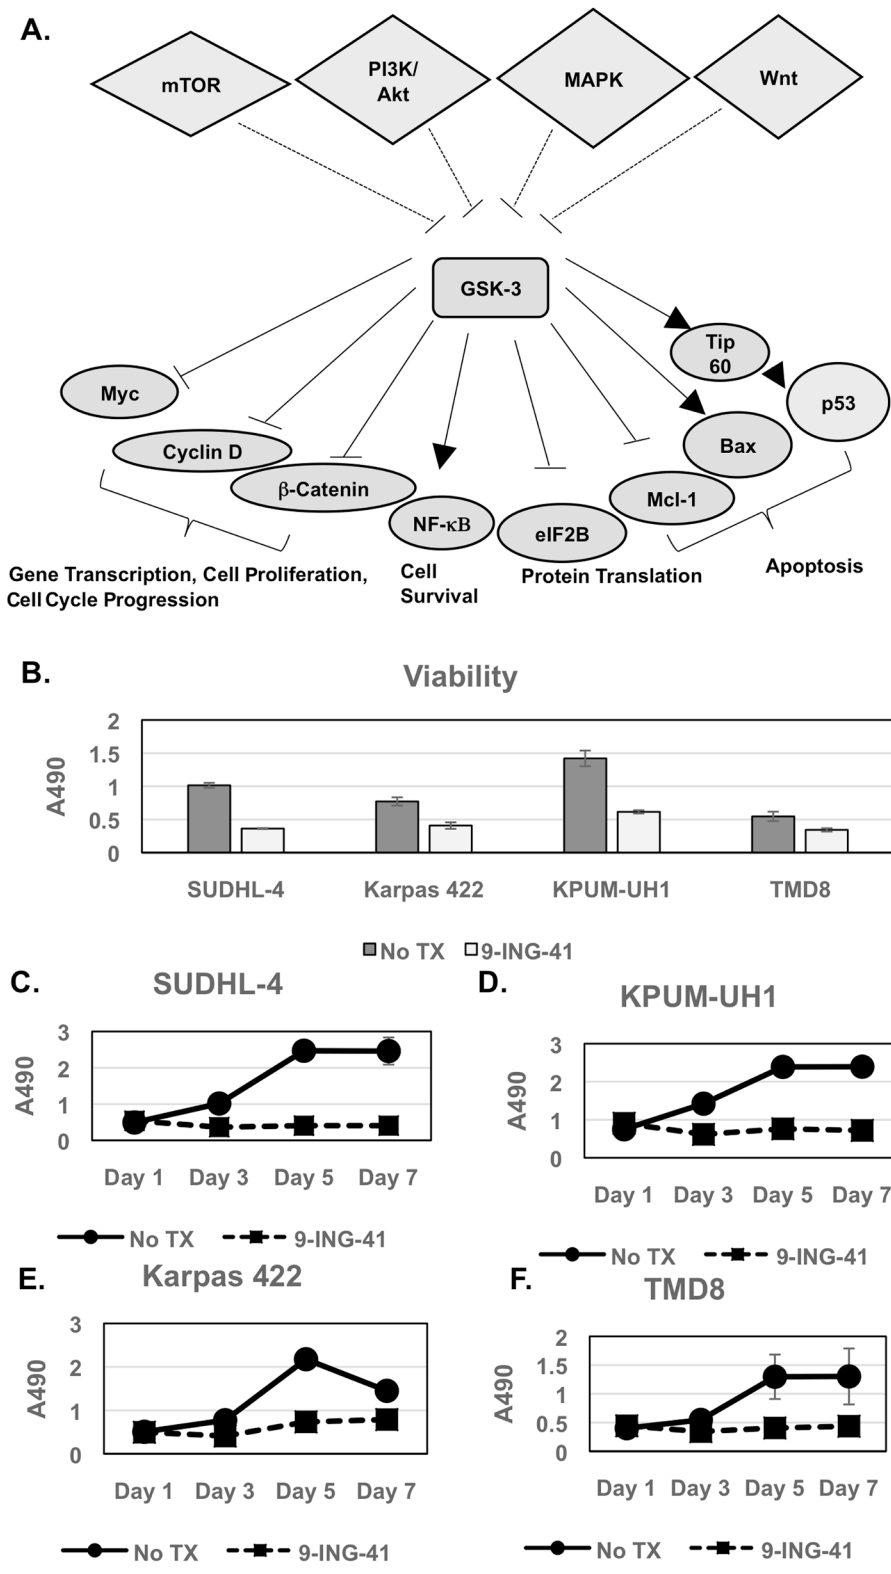 A.
mTOR
PI3K/
Akt
MAPK
Wnt
GSK-3
Tip
60
p53
Myc
Bax
Cyclin D
β-Catenin
Mcl-1
NF-κB
eIF2B
Gene Transcription, Cell Proliferation,
Cell Cycle Progression
Cell
Survival
Protein Translation
Apoptosis
B.
Viability
A490
2
1.5
1
0.5
0
SUDHL-4 Karpas 422 KPUM-UH1 TMD8
No TX 9-ING-41
C.
SUDHL-4
A490
3
2
1
0
Day 1 Day 3 Day 5 Day 7
No TX 9-ING-41
D.
KPUM-UH1
A490
3
2
1
0
Day 1 Day 3 Day 5 Day 7
No TX 9-ING-41
E.
Karpas 422
A490
3
2
1
0
Day 1 Day 3 Day 5 Day 7
No TX 9-ING-41
F.
TMD8
A490
2
1.5
1
0.5
0
Day 1 Day 3 Day 5 Day 7
No TX 9-ING-41